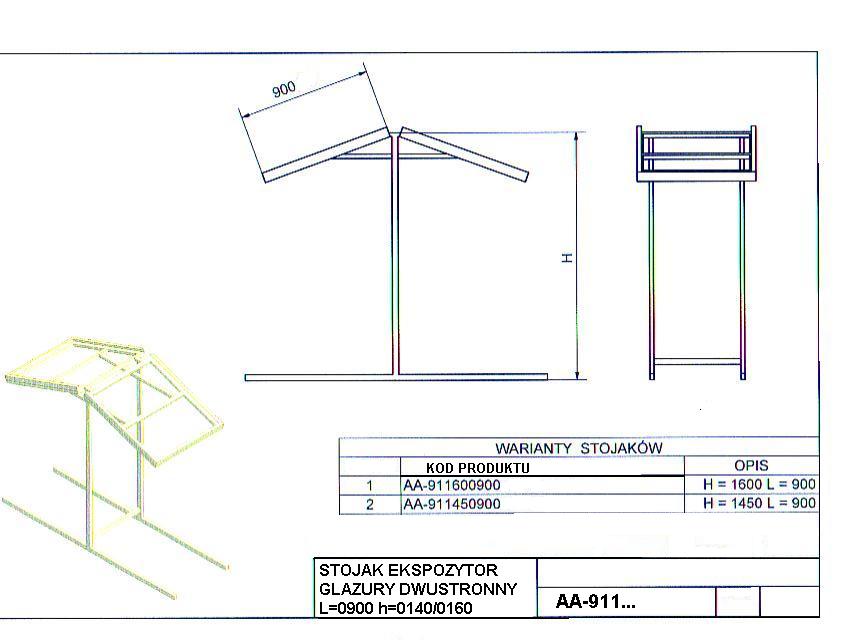 900
H
WARIANTY STOJAKÓW
KOD PRODUKTU OPIS
1 AA-911600900 H = 1600 L = 900
2 AA-911450900 H = 1450 L = 900
STOJAK EKSPOZYTOR
GLAZURY DWUSTRONNY
L=0900 h=0140/0160
AA-911...